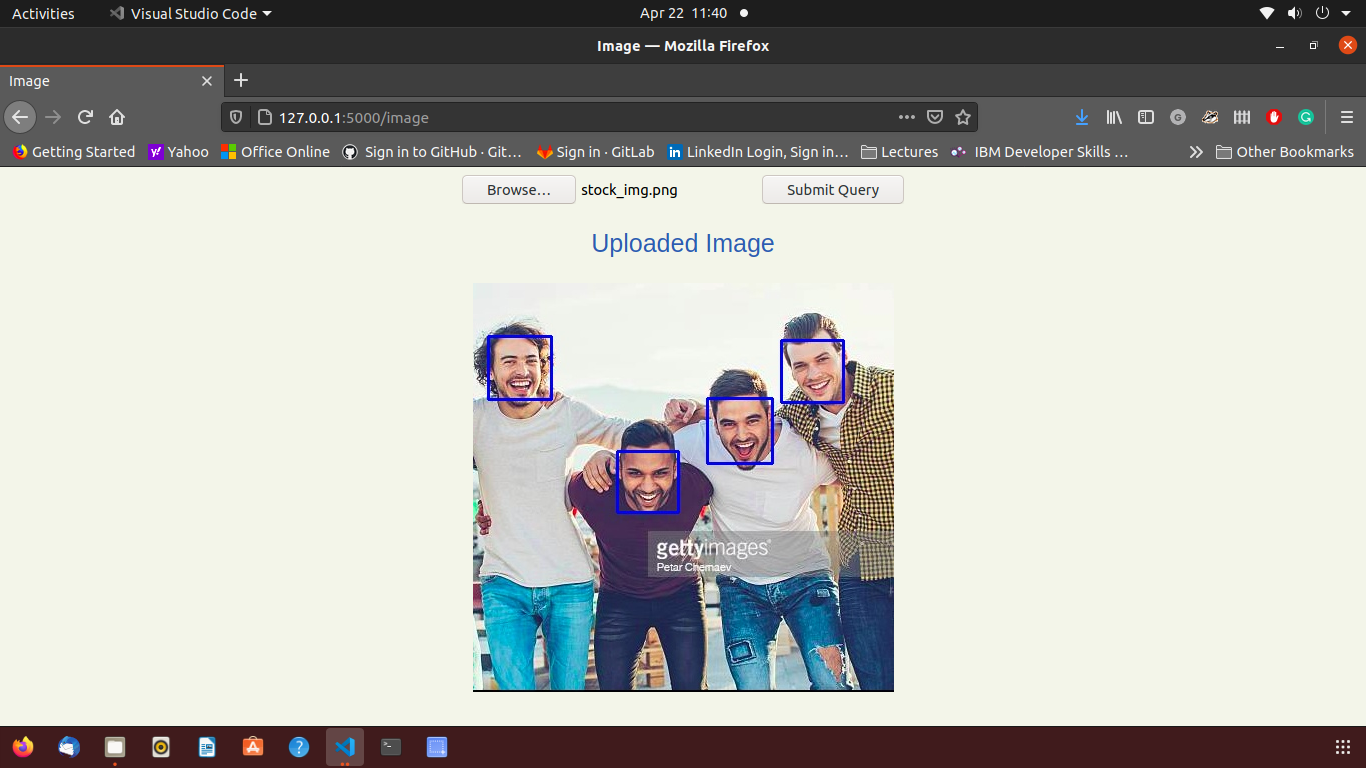 Activities
Visual Studio Code
Apr 22 11:40
Image — Mozilla Firefox
Image
127.0.0.1:5000/image
Getting Started
Yahoo
Office Online
Sign in to GitHub · Git…
Sign in · GitLab
LinkedIn Login, Sign in…
Lectures
IBM Developer Skills …
Other Bookmarks
Browse…
stock_img.png
Submit Query
Uploaded Image
gettyimages®
Petar Chernaev